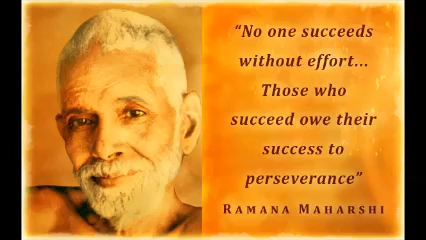 “No one succeeds
without effort...
Those who
succeed owe their
success to
perseverance”
RAMANA MAHARSHI